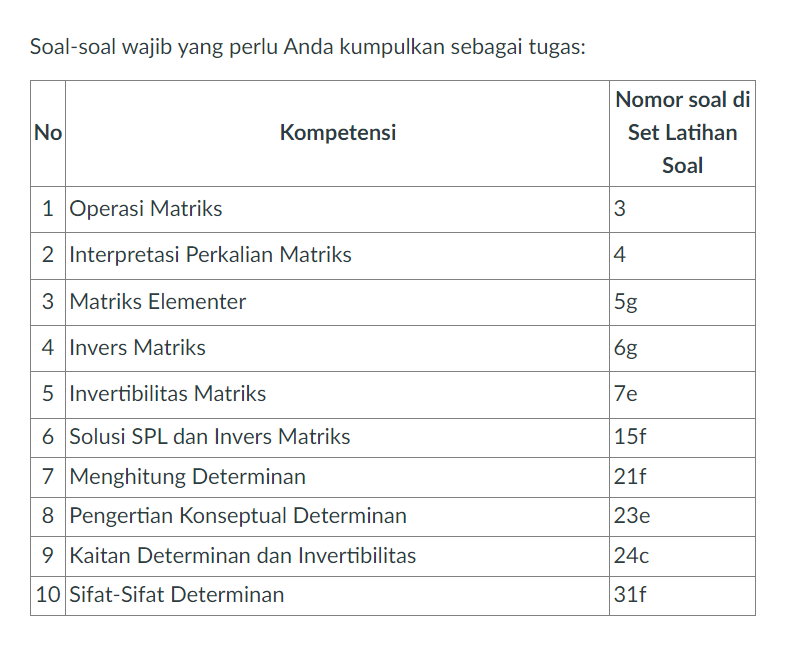 Soal-soal wajib yang perlu Anda kumpulkan sebagai tugas:
No Kompetensi Nomor soal di Set Latihan Soal
1 Operasi Matriks 3
2 Interpretasi Perkalian Matriks 4
3 Matriks Elementer 5g
4 Invers Matriks 6g
5 Invertibilitas Matriks 7e
6 Solusi SPL dan Invers Matriks 15f
7 Menghitung Determinan 21f
8 Pengertian Konseptual Determinan 23e
9 Kaitan Determinan dan Invertibilitas 24c
10 Sifat-Sifat Determinan 31f